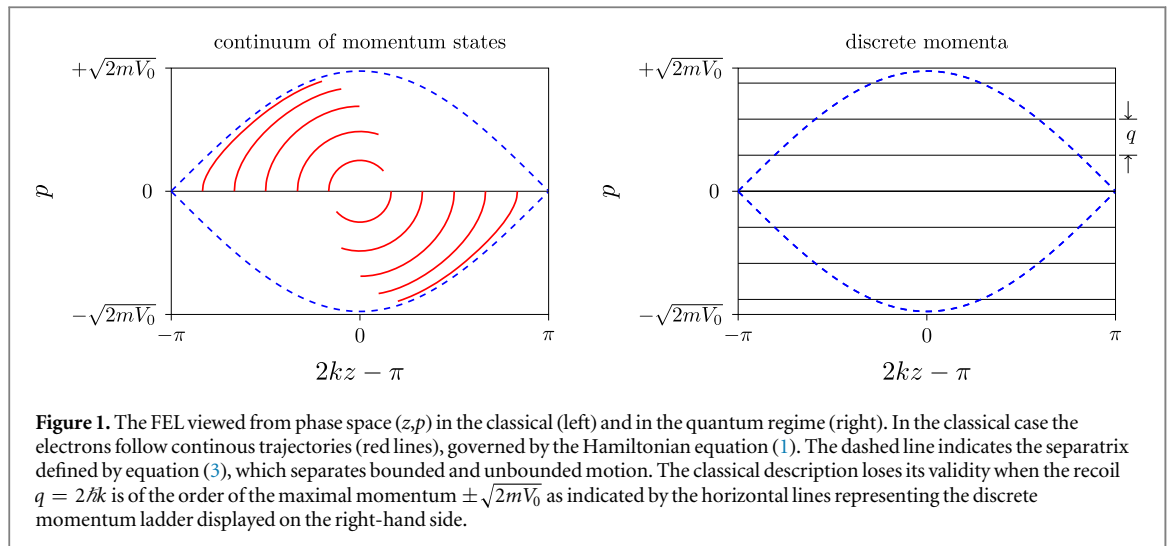 continuum of momentum states
discrete momenta
+√2mV₀
p
0
−√2mV₀
−π
0
π
2kz − π
+√2mV₀
q
p
0
−√2mV₀
−π
0
π
2kz − π
Figure 1. The FEL viewed from phase space (z,p) in the classical (left) and in the quantum regime (right). In the classical case the
electrons follow continous trajectories (red lines), governed by the Hamiltonian equation (1). The dashed line indicates the separatrix
defined by equation (3), which separates bounded and unbounded motion. The classical description loses its validity when the recoil
q = 2ℏk is of the order of the maximal momentum ±√2mV₀ as indicated by the horizontal lines representing the discrete
momentum ladder displayed on the right-hand side.